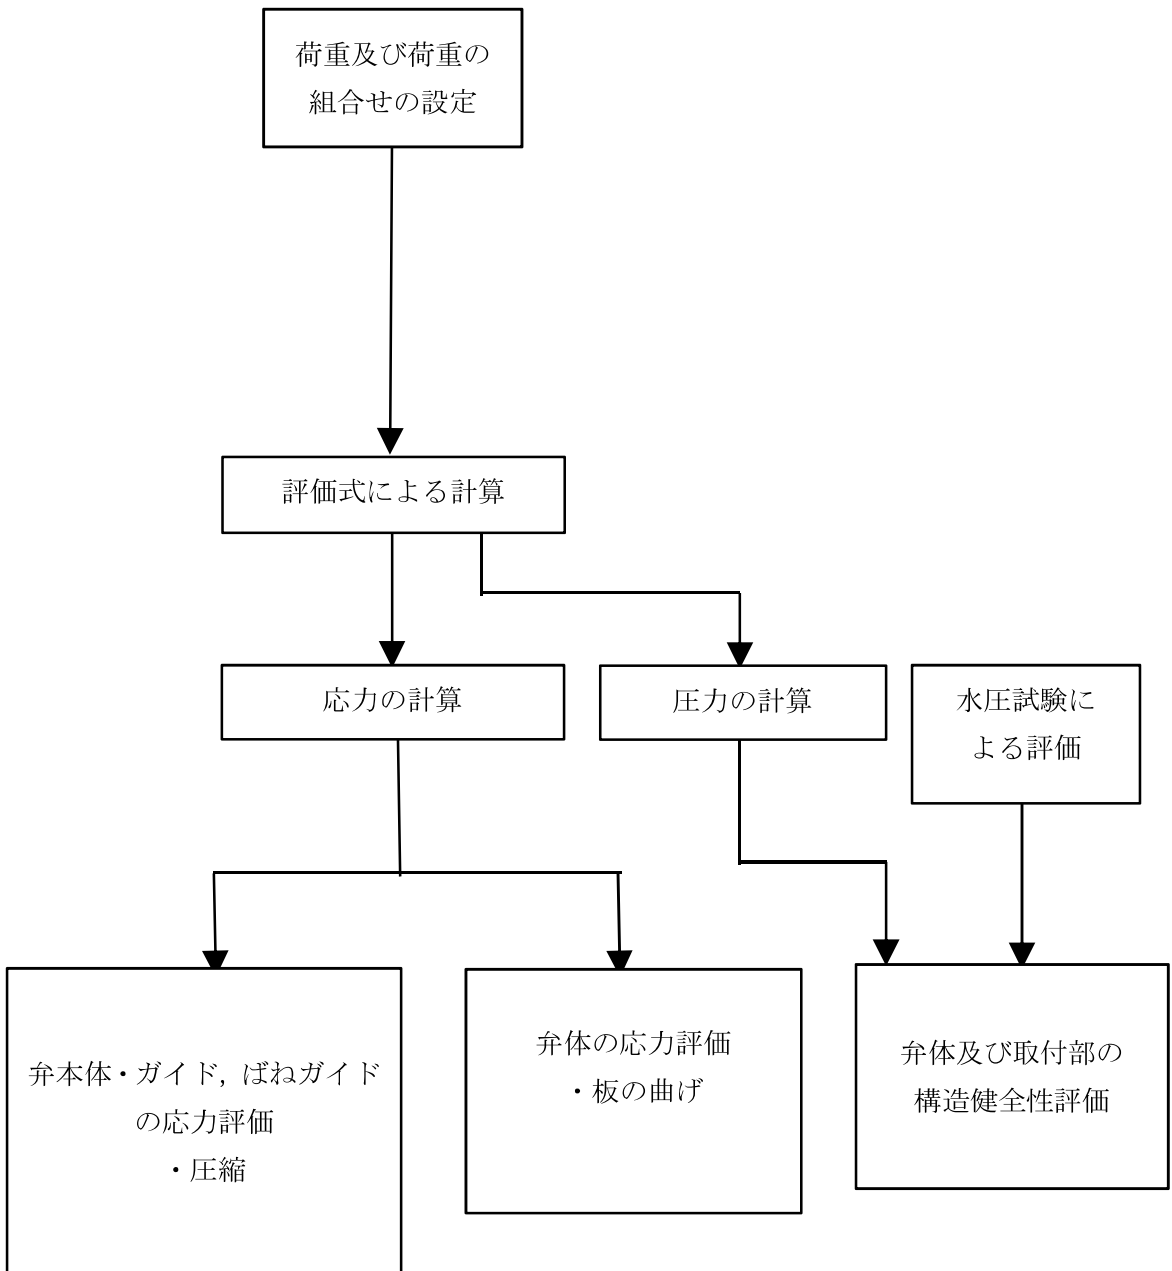 荷重及び荷重の
組合せの設定
評価式による計算
応力の計算
圧力の計算
水圧試験に
よる評価
弁本体・ガイド, ばねガイド
の応力評価
・圧縮
弁体の応力評価
・板の曲げ
弁体及び取付部の
構造健全性評価